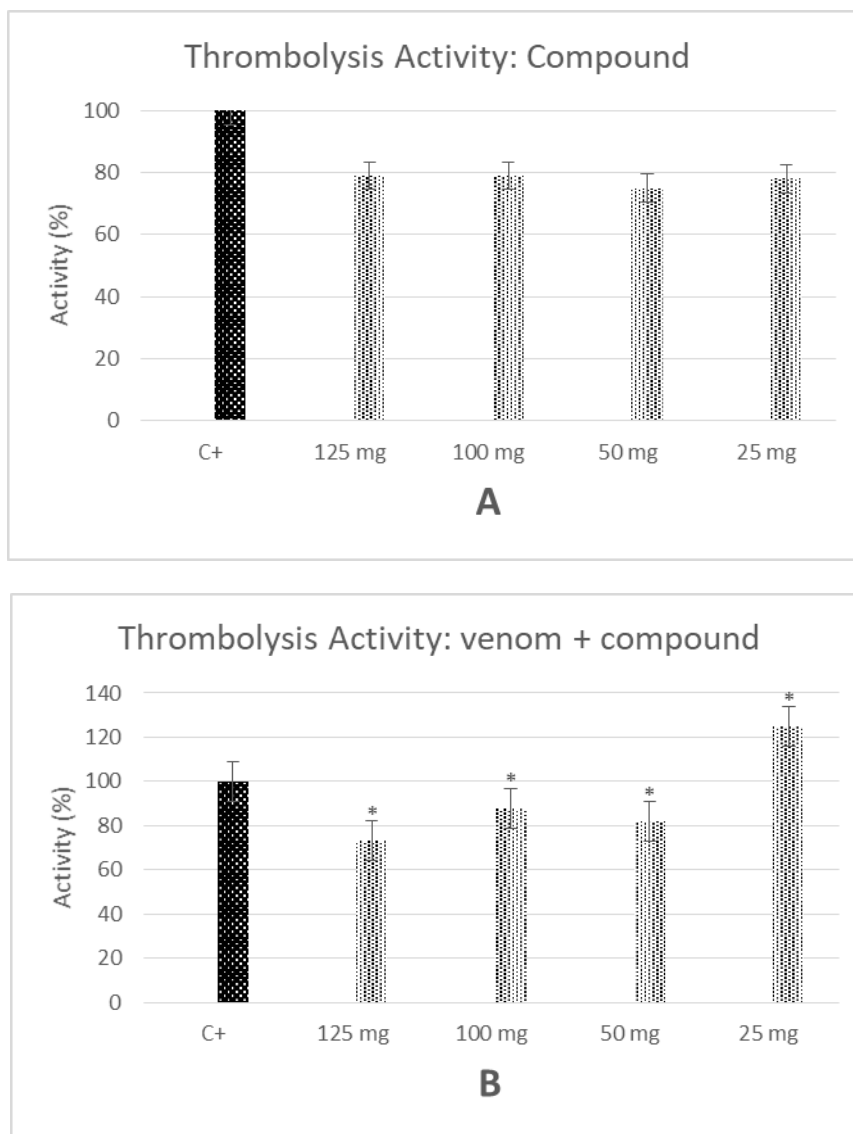 Thrombolysis Activity: Compound
100
80
60
40
20
0
Activity (%)
C+ 125 mg 100 mg 50 mg 25 mg
A
Thrombolysis Activity: venom + compound
140
120
100
80
60
40
20
0
Activity (%)
* * * *
C+ 125 mg 100 mg 50 mg 25 mg
B